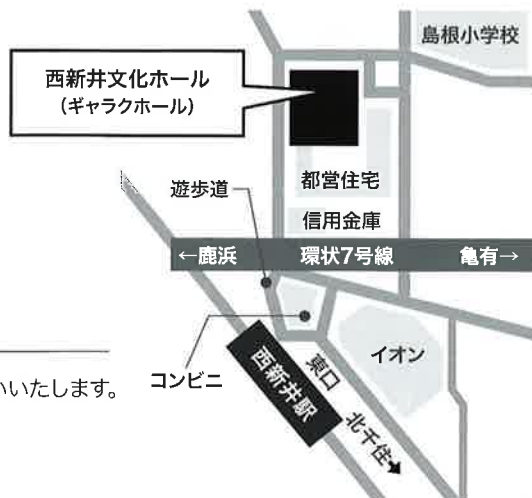 島根小学校
西新井文化ホール
(ギャラクホール)
都営住宅
遊歩道
信用金庫
←鹿浜 環状7号線 亀有→
コンビニ
西新井駅
東口
イオン
北千住
いいたします。